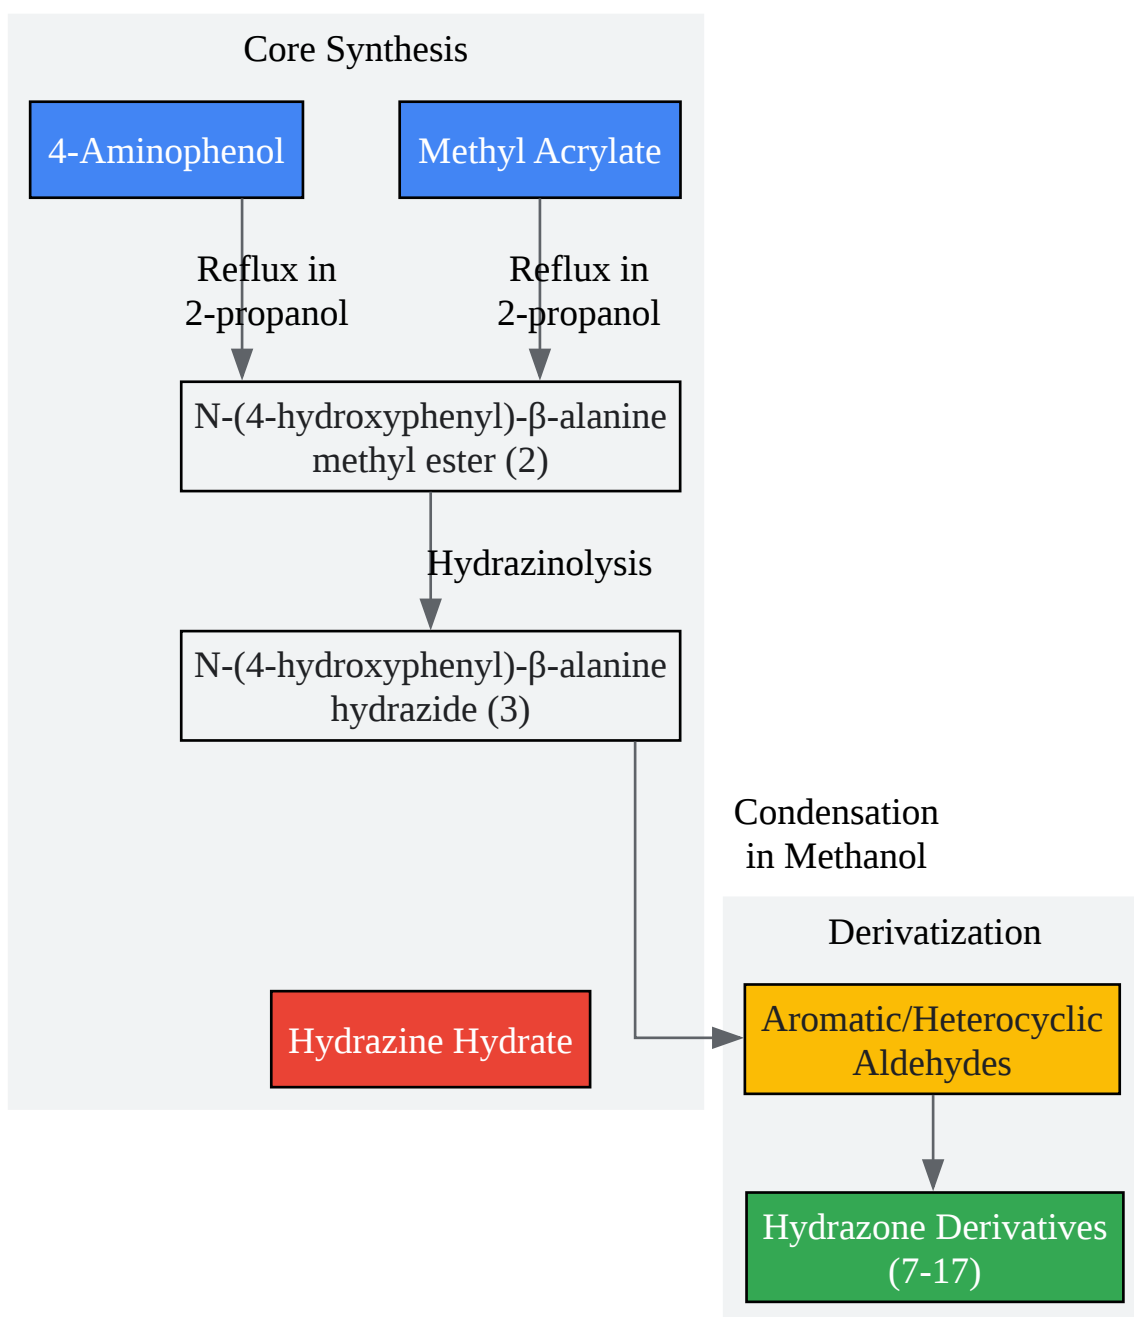 Core Synthesis
4-Aminophenol
Methyl Acrylate
Reflux in
2-propanol
Reflux in
2-propanol
N-(4-hydroxyphenyl)-β-alanine
methyl ester (2)
Hydrazinolysis
N-(4-hydroxyphenyl)-β-alanine
hydrazide (3)
Condensation
in Methanol
Derivatization
Hydrazine Hydrate
Aromatic/Heterocyclic
Aldehydes
Hydrazone Derivatives
(7-17)